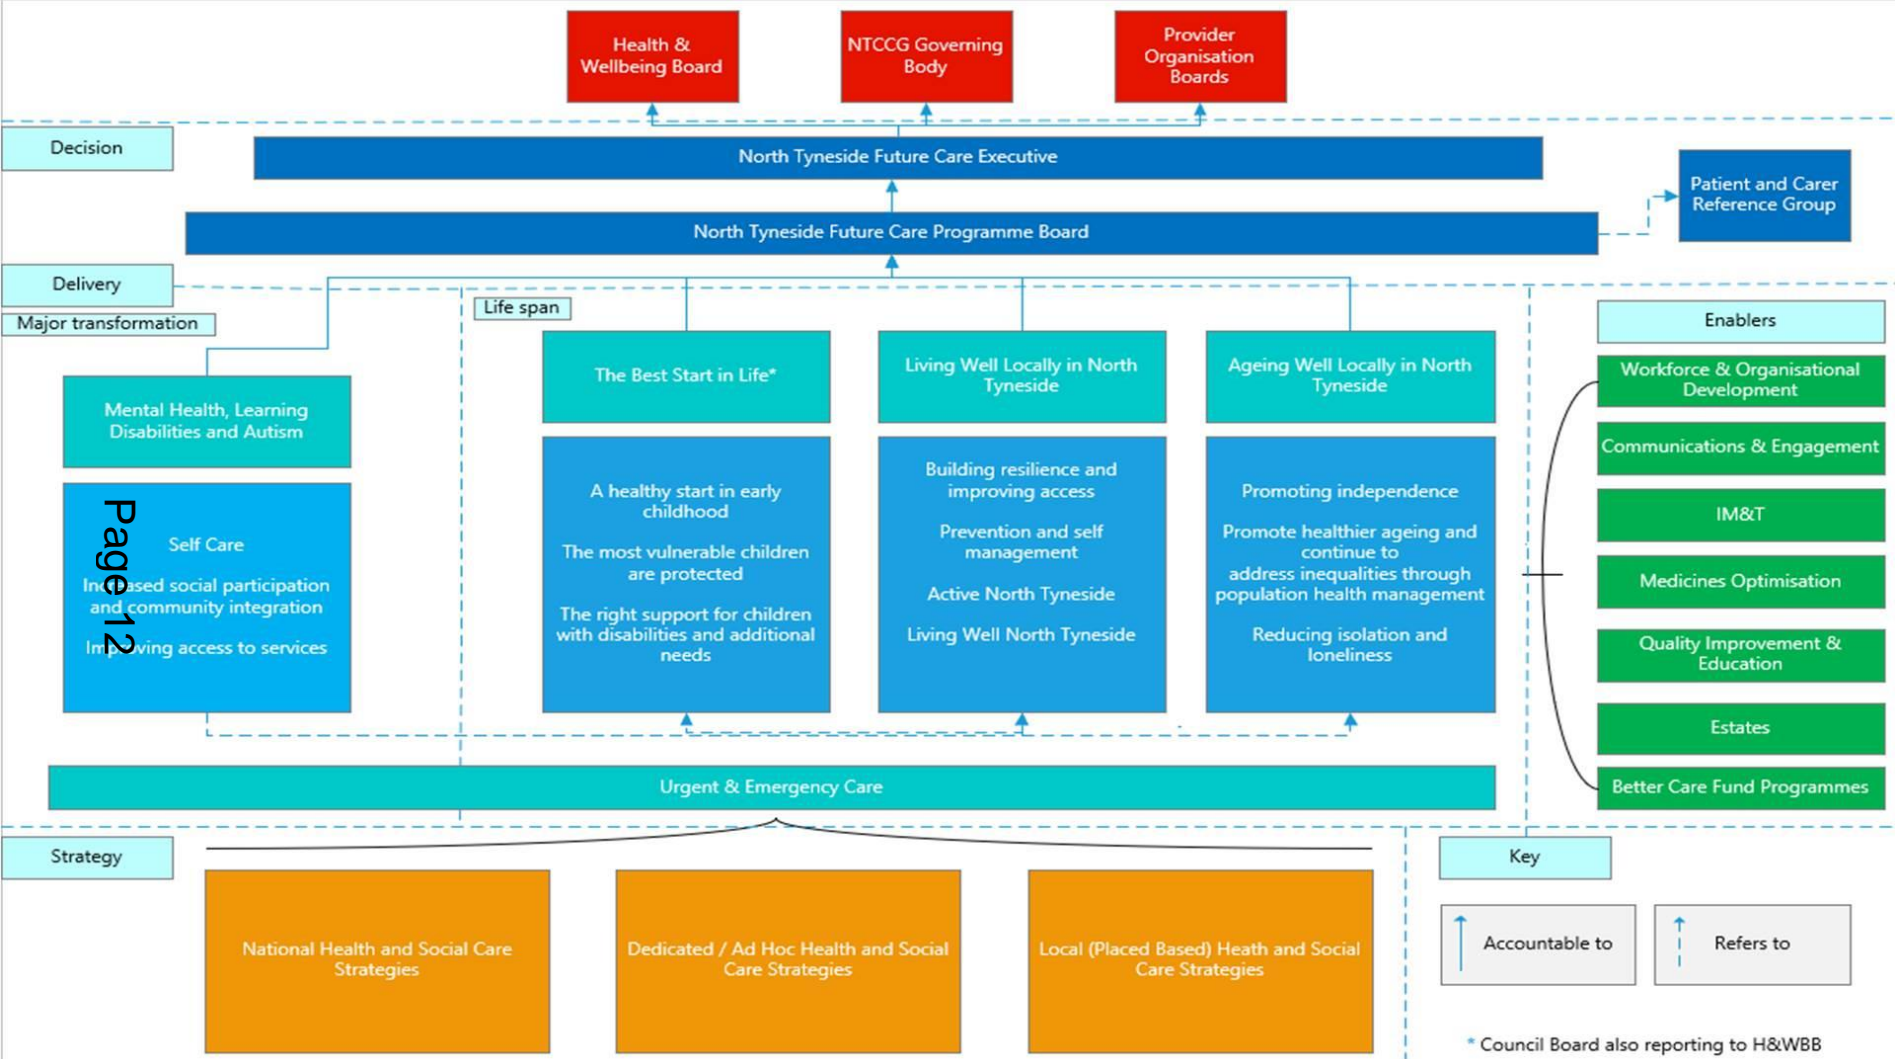 Health &
Wellbeing Board
NTCCG Governing
Body
Provider
Organisation
Boards
Decision
North Tyneside Future Care Executive
Patient and Carer
Reference Group
North Tyneside Future Care Programme Board
Delivery
Major transformation
Life span
Enablers
Mental Health, Learning
Disabilities and Autism
The Best Start in Life*
Living Well Locally in North
Tyneside
Ageing Well Locally in North
Tyneside
Self Care
Increased social participation
and community integration
Improving access to services
Page 12
A healthy start in early
childhood
The most vulnerable children
are protected
The right support for children
with disabilities and additional
needs
Building resilience and
improving access
Prevention and self
management
Active North Tyneside
Living Well North Tyneside
Promoting independence
Promote healthier ageing and
continue to
address inequalities through
population health management
Reducing isolation and
loneliness
Workforce & Organisational
Development
Communications & Engagement
IM&T
Medicines Optimisation
Quality Improvement &
Education
Estates
Better Care Fund Programmes
Urgent & Emergency Care
Strategy
National Health and Social Care
Strategies
Dedicated / Ad Hoc Health and Social
Care Strategies
Local (Placed Based) Heath and Social
Care Strategies
Key
Accountable to
Refers to
* Council Board also reporting to H&WBB